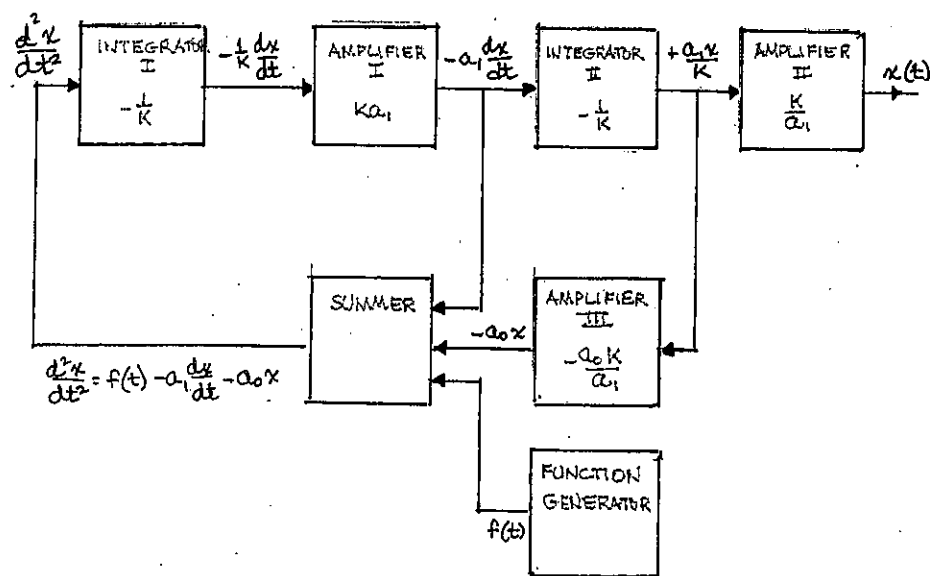 d²x/dt²
INTEGRATOR
I
-1/K
-1/K dx/dt
AMPLIFIER
I
Ka₁
-a₁ dx/dt
INTEGRATOR
II
-1/K
+a₁x/K
AMPLIFIER
II
K/a₁
x(t)
SUMMER
-a₀x
AMPLIFIER
III
-a₀K/a₁
d²x/dt² = f(t) -a₁ dx/dt -a₀x
FUNCTION
GENERATOR
f(t)